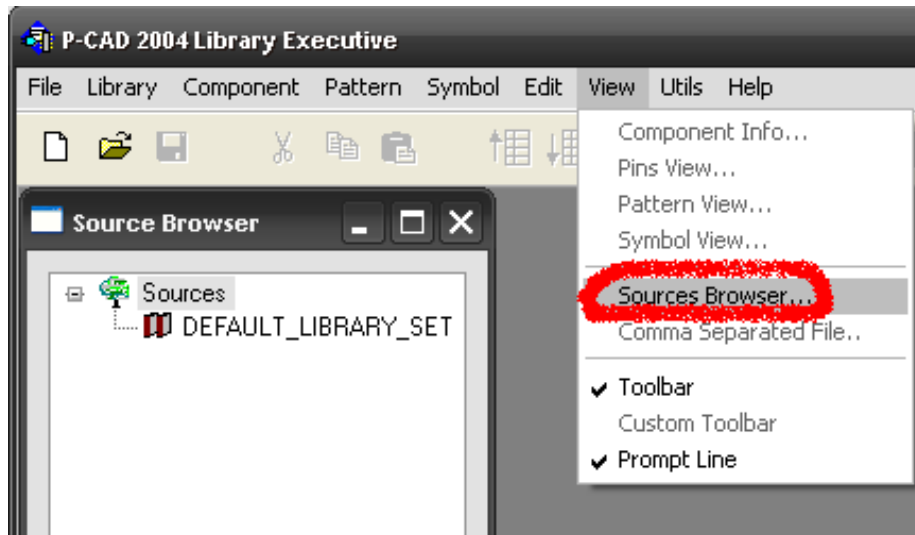 P-CAD 2004 Library Executive
File Library Component Pattern Symbol Edit View Utils Help
Component Info...
Pins View...
Pattern View...
Symbol View...
Sources Browser...
Comma Separated File..
Toolbar
Custom Toolbar
Prompt Line
Source Browser
Sources
DEFAULT_LIBRARY_SET